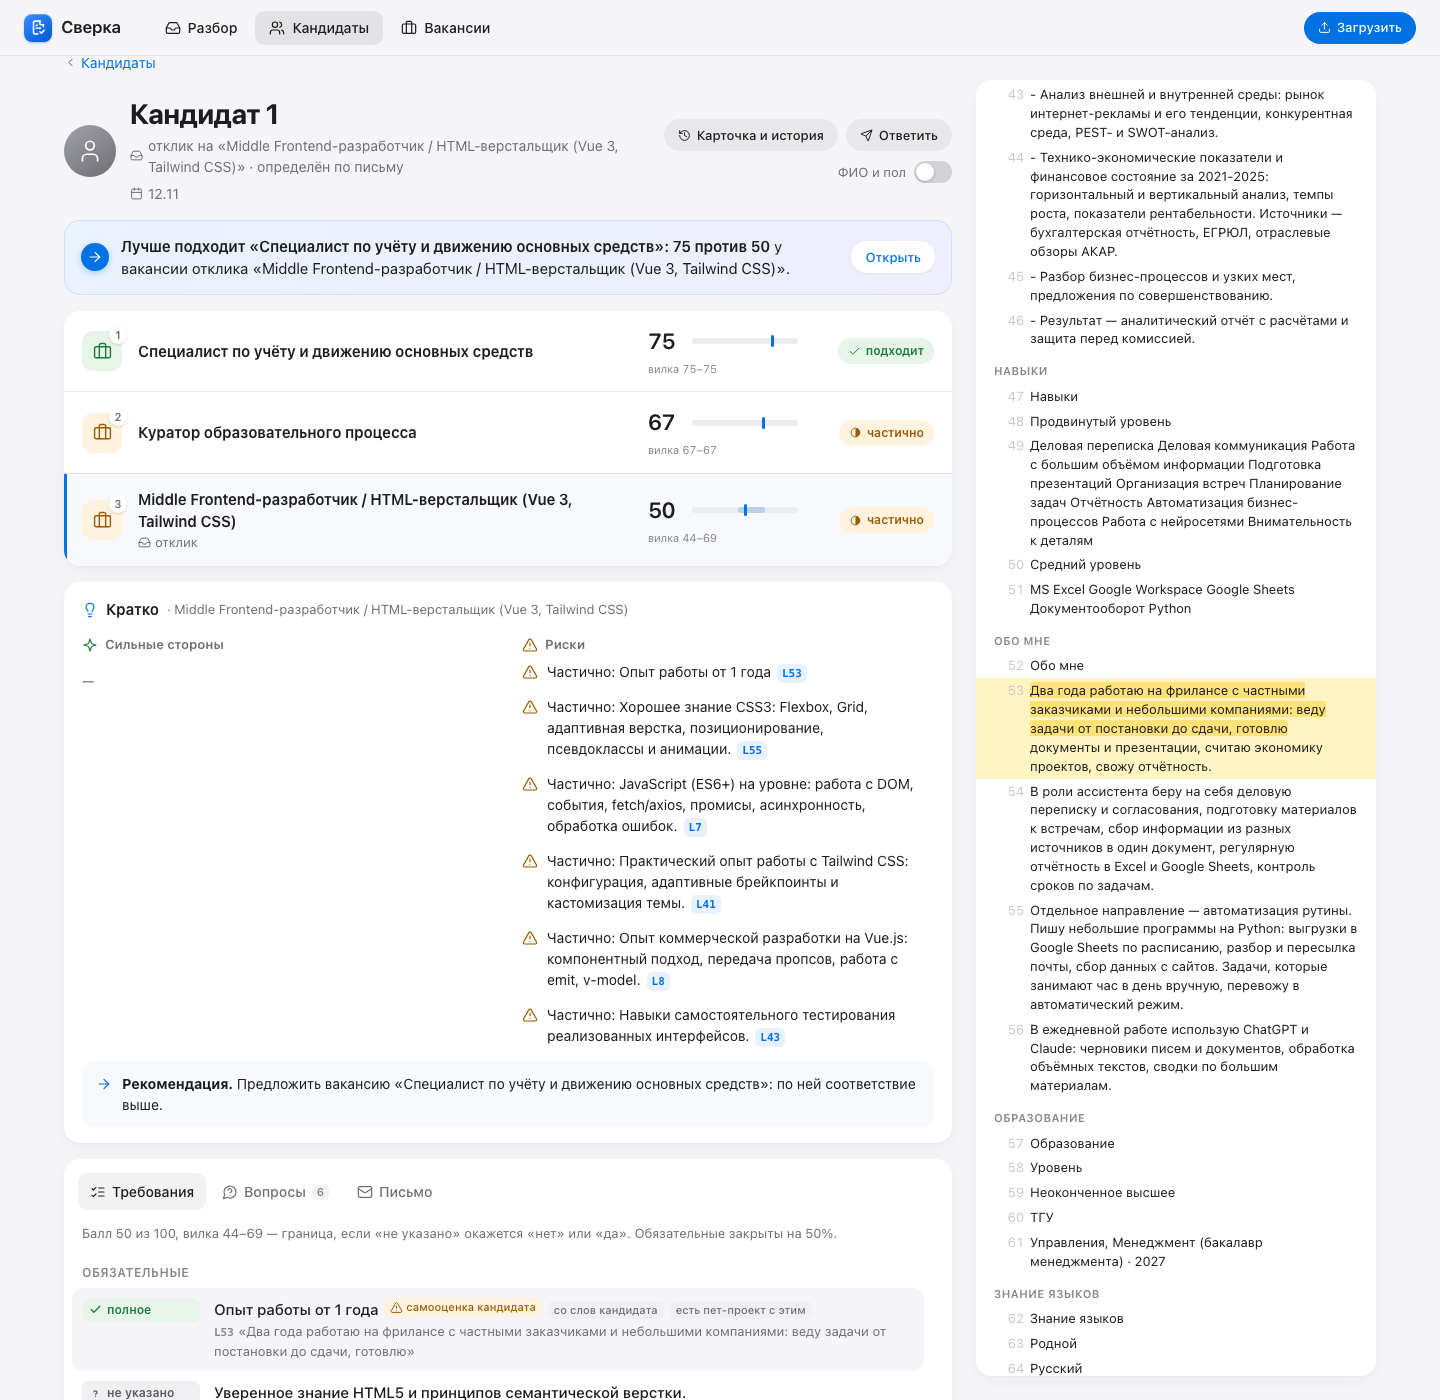 Сверка
Разбор
Кандидаты
Вакансии
Загрузить
Кандидаты
Кандидат 1
отклик на «Middle Frontend-разработчик / HTML-верстальщик (Vue 3,
Tailwind CSS)» · определён по письму
12.11
Карточка и история
Ответить
ФИО и пол
Лучше подходит «Специалист по учёту и движению основных средств»: 75 против 50 у
вакансии отклика «Middle Frontend-разработчик / HTML-верстальщик (Vue 3, Tailwind CSS)».
Открыть
1
Специалист по учёту и движению основных средств
75
вилка 75–75
подходит
2
Куратор образовательного процесса
67
вилка 67–67
частично
3
Middle Frontend-разработчик / HTML-верстальщик (Vue 3,
Tailwind CSS)
отклик
50
вилка 44–69
частично
Кратко · Middle Frontend-разработчик / HTML-верстальщик (Vue 3, Tailwind CSS)
Сильные стороны
—
Риски
Частично: Опыт работы от 1 года L53
Частично: Хорошее знание CSS3: Flexbox, Grid,
адаптивная верстка, позиционирование,
псевдоклассы и анимации. L55
Частично: JavaScript (ES6+) на уровне: работа с DOM,
события, fetch/axios, промисы, асинхронность,
обработка ошибок. L7
Частично: Практический опыт работы с Tailwind CSS:
конфигурация, адаптивные брейкпоинты и
кастомизация темы. L41
Частично: Опыт коммерческой разработки на Vue.js:
компонентный подход, передача пропсов, работа с
emit, v-model. L8
Частично: Навыки самостоятельного тестирования
реализованных интерфейсов. L43
Рекомендация. Предложить вакансию «Специалист по учёту и движению основных средств»: по ней соответствие
выше.
Требования
Вопросы 6
Письмо
Балл 50 из 100, вилка 44–69 — граница, если «не указано» окажется «нет» или «да». Обязательные закрыты на 50%.
ОБЯЗАТЕЛЬНЫЕ
полное
Опыт работы от 1 года
самооценка кандидата
со слов кандидата
есть пет-проект с этим
L53 «Два года работаю на фрилансе с частными заказчиками и небольшими компаниями: веду задачи от
постановки до сдачи, готовлю»
? не указано
Уверенное знание HTML5 и принципов семантической верстки.
43 - Анализ внешней и внутренней среды: рынок
интернет-рекламы и его тенденции, конкурентная
среда, PEST- и SWOT-анализ.
44 - Технико-экономические показатели и
финансовое состояние за 2021-2025:
горизонтальный и вертикальный анализ, темпы
роста, показатели рентабельности. Источники —
бухгалтерская отчётность, ЕГРЮЛ, отраслевые
обзоры АКАР.
45 - Разбор бизнес-процессов и узких мест,
предложения по совершенствованию.
46 - Результат — аналитический отчёт с расчётами и
защита перед комиссией.
НАВЫКИ
47 Навыки
48 Продвинутый уровень
49 Деловая переписка Деловая коммуникация Работа
с большим объёмом информации Подготовка
презентаций Организация встреч Планирование
задач Отчётность Автоматизация бизнес-
процессов Работа с нейросетями Внимательность
к деталям
50 Средний уровень
51 MS Excel Google Workspace Google Sheets
Документооборот Python
ОБО МНЕ
52 Обо мне
53 Два года работаю на фрилансе с частными
заказчиками и небольшими компаниями: веду
задачи от постановки до сдачи, готовлю
документы и презентации, считаю экономику
проектов, свожу отчётность.
54 В роли ассистента беру на себя деловую
переписку и согласования, подготовку материалов
к встречам, сбор информации из разных
источников в один документ, регулярную
отчётность в Excel и Google Sheets, контроль
сроков по задачам.
55 Отдельное направление — автоматизация рутины.
Пишу небольшие программы на Python: выгрузки в
Google Sheets по расписанию, разбор и пересылка
почты, сбор данных с сайтов. Задачи, которые
занимают час в день вручную, перевожу в
автоматический режим.
56 В ежедневной работе использую ChatGPT и
Claude: черновики писем и документов, обработка
объёмных текстов, сводки по большим
материалам.
ОБРАЗОВАНИЕ
57 Образование
58 Уровень
59 Неоконченное высшее
60 ТГУ
61 Управления, Менеджмент (бакалавр
менеджмента) · 2027
ЗНАНИЕ ЯЗЫКОВ
62 Знание языков
63 Родной
64 Русский